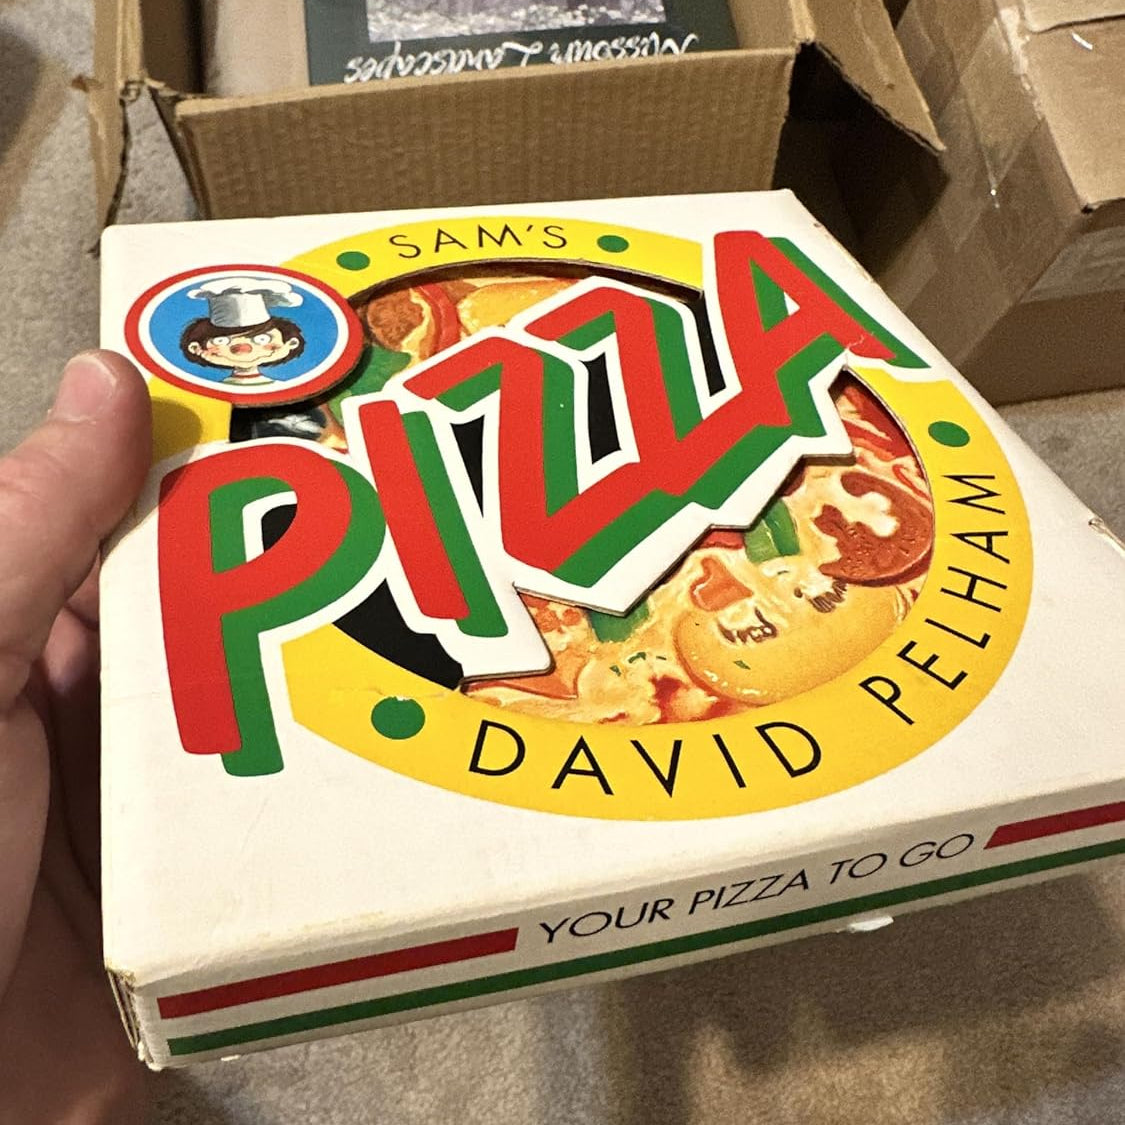 Missouri Landscapes
SAM'S
PIZZA
DAVID PELHAM
YOUR PIZZA TO GO